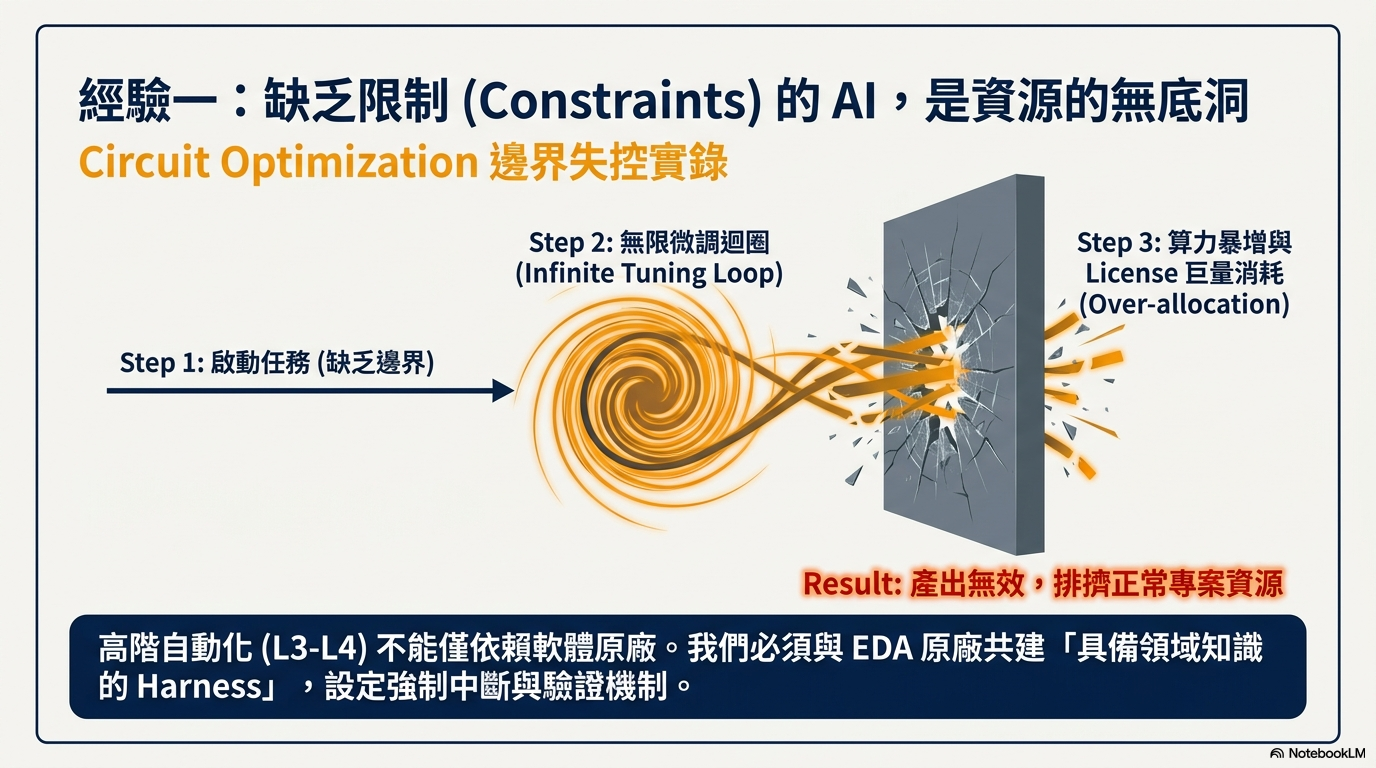 經驗一：缺乏限制 (Constraints) 的 AI，是資源的無底洞
Circuit Optimization 邊界失控實錄
Step 1: 啟動任務 (缺乏邊界)
Step 2: 無限微調迴圈
(Infinite Tuning Loop)
Step 3: 算力暴增與
License 巨量消耗
(Over-allocation)
Result: 產出無效，排擠正常專案資源
高階自動化 (L3-L4) 不能僅依賴軟體原廠。我們必須與 EDA 原廠共建「具備領域知識
的 Harness」，設定強制中斷與驗證機制。
NotebookLM